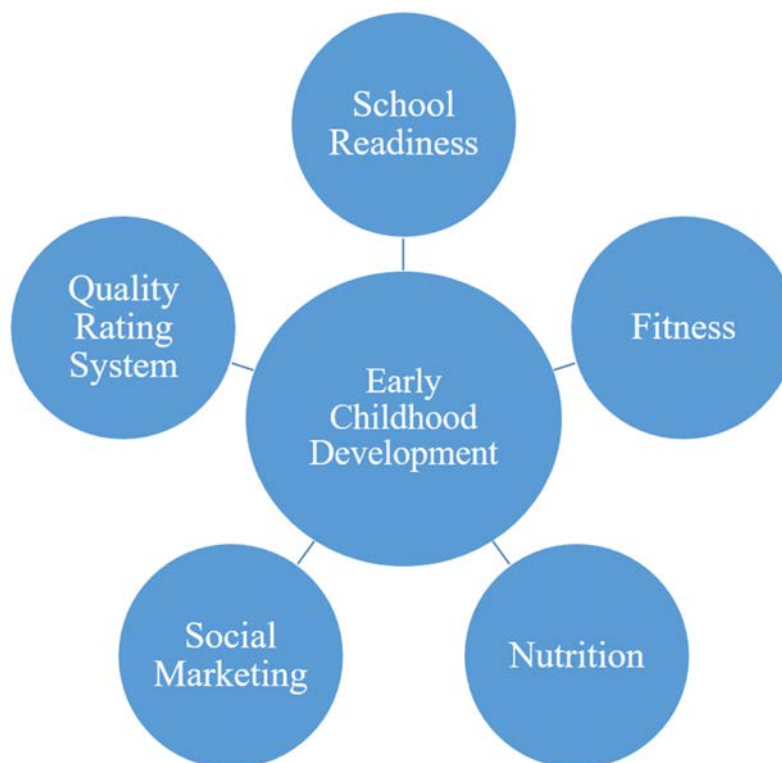 School
Readiness
Quality
Rating
System
Fitness
Early
Childhood
Development
Social
Marketing
Nutrition